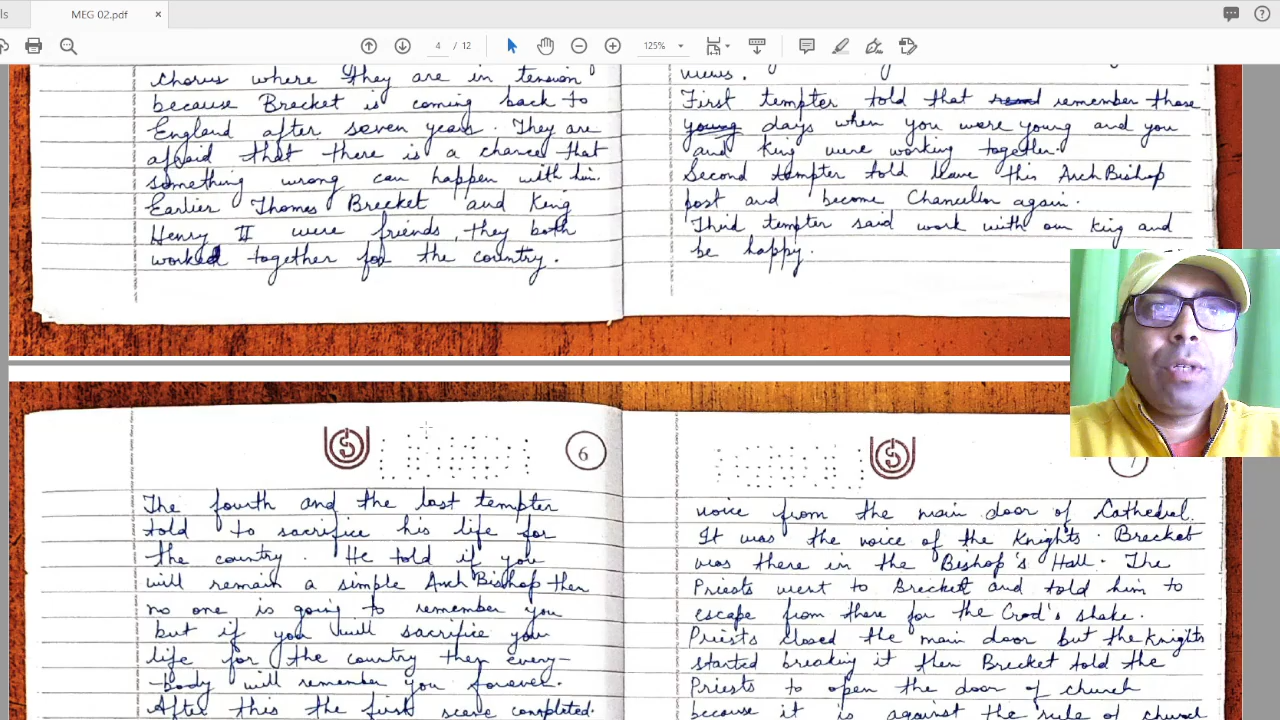 ls
MEG 02.pdf
×
4 / 12
125%
chorus where they are in tension
because Brecket is coming back to
England after seven years. They are
afraid that there is a chance that
something wrong can happen with him.
Earlier Thomas Brecket and King
Henry II were friends, they both
worked together for the country.
views.
First tempter told that remember those
young days when you were young and you
and King were working together.
Second tempter told leave this Arch Bishop
post and become Chancellor again.
Third tempter said work with our king and
be happy.
6
The fourth and the last tempter
told to sacrifice his life for
the country. He told if you
will remain a simple Arch Bishop then
no one is going to remember you
but if you will sacrifice your
life for the country then every-
-body will remember you forever.
After this the first scene completed.
voice from the main door of Cathedral.
It was the voice of the Knights. Brecket
was there in the Bishop's Hall. The
Priests went to Breckett and told him to
escape from there for the God's shake.
Priests closed the main door but the Knights
started breaking it then Brecket told the
Priests to open the door of church
because it is against the rule of church